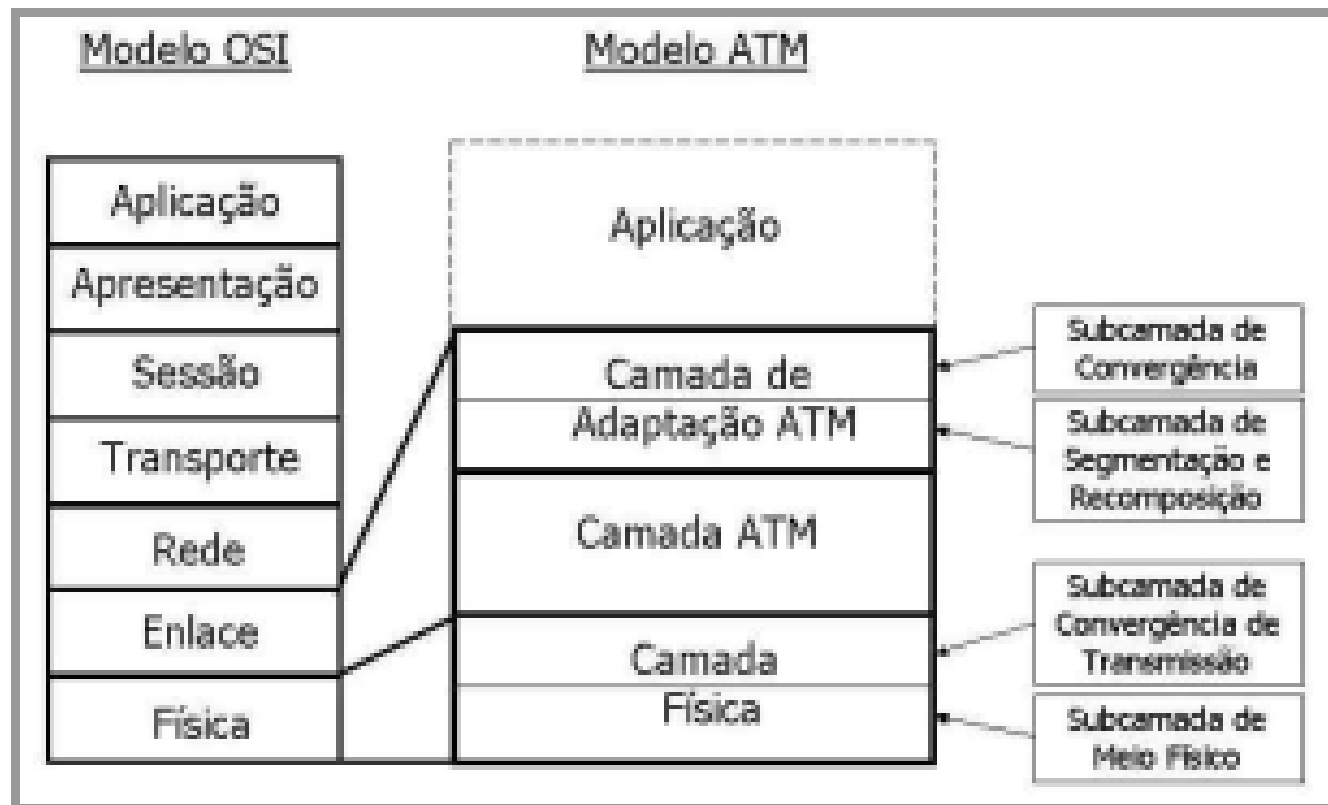 Modelo OSI
Modelo ATM
Aplicação
Apresentação
Sessão
Transporte
Rede
Enlace
Física
Aplicação
Camada de
Adaptação ATM
Camada ATM
Camada
Física
Subcamada de
Convergência
Subcamada de
Segmentação e
Recomposição
Subcamada de
Convergência de
Transmissão
Subcamada de
Meio Físico